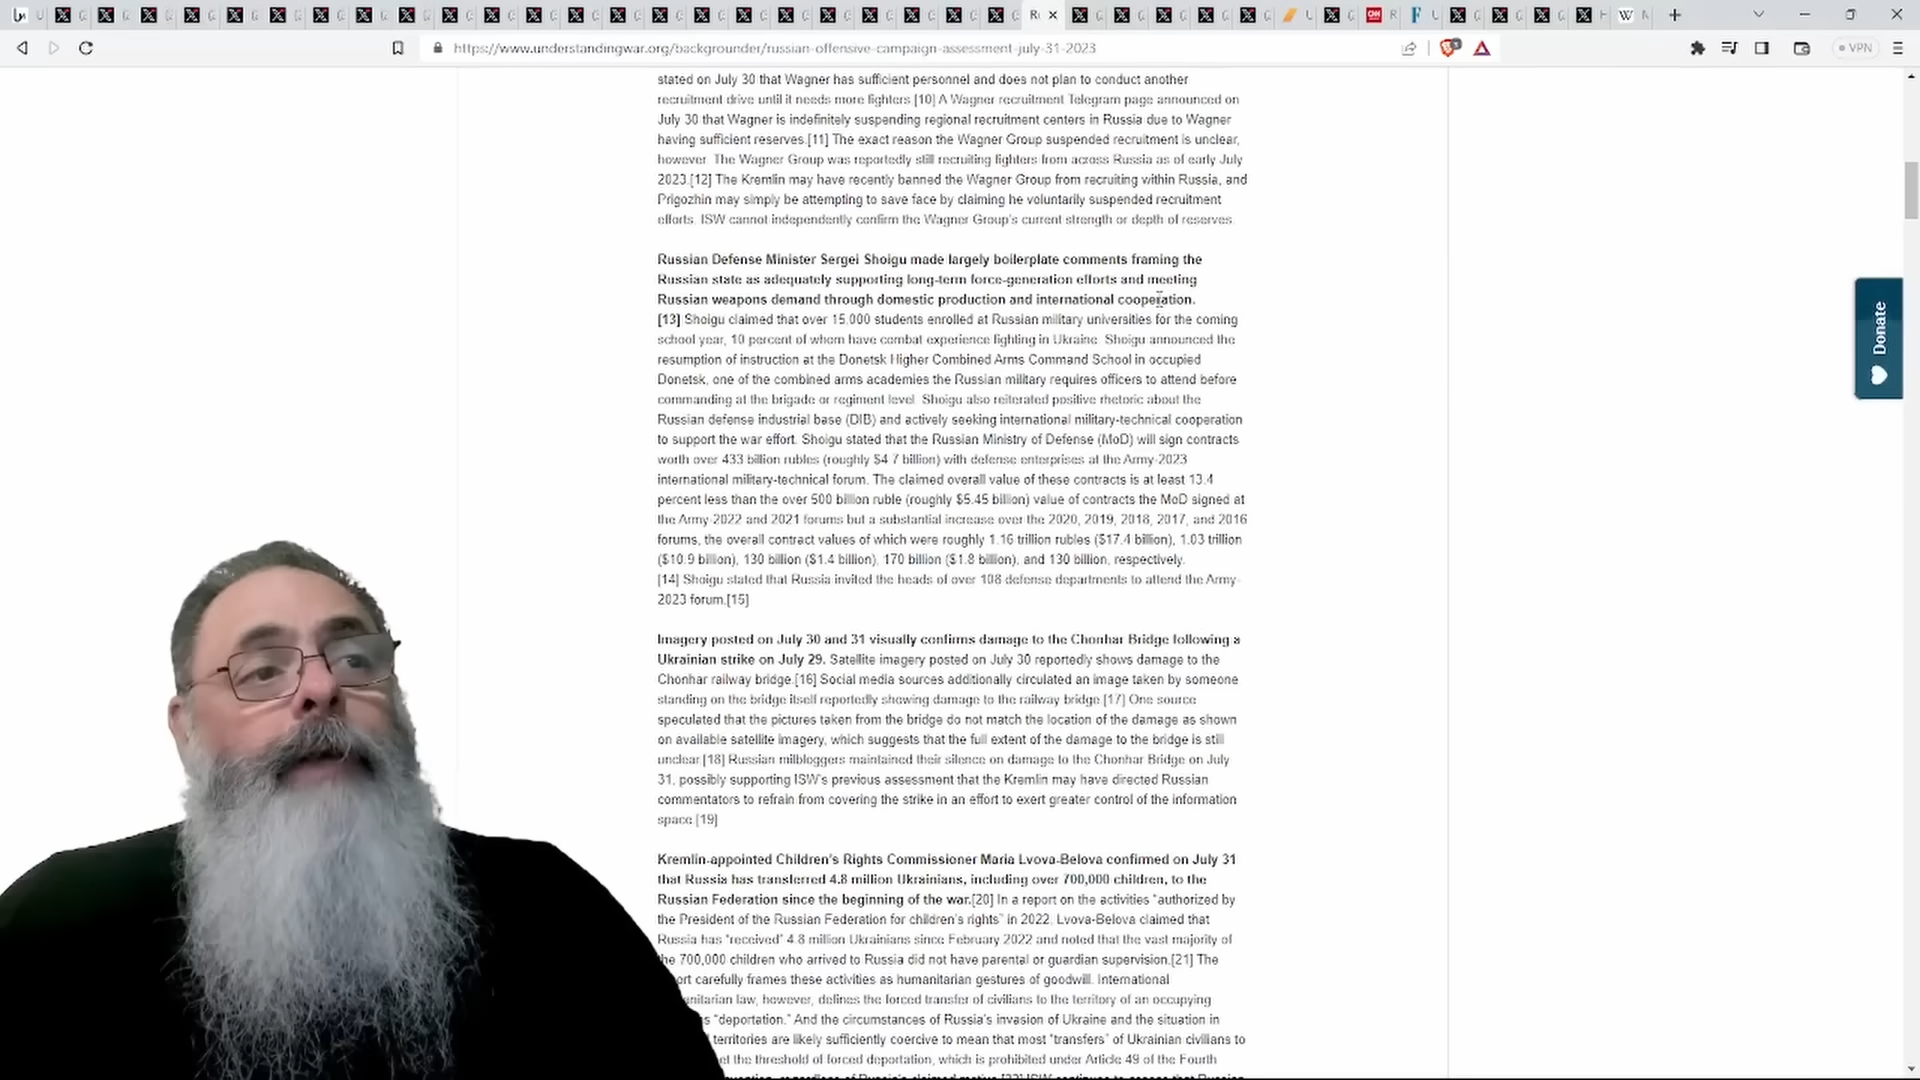 https://www.understandingwar.org/backgrounder/russian-offensive-campaign-assessment-july-31-2023
VPN
stated on July 30 that Wagner has sufficient personnel and does not plan to conduct another
recruitment drive until it needs more fighters [10] A Wagner recruitment Telegram page announced on
July 30 that Wagner is indefinitely suspending regional recruitment centers in Russia due to Wagner
having sufficient reserves.[11] The exact reason the Wagner Group suspended recruitment is unclear,
however. The Wagner Group was reportedly still recruiting fighters from across Russia as of early July
2023.[12] The Kremlin may have recently banned the Wagner Group from recruiting within Russia, and
Prigozhin may simply be attempting to save face by claiming he voluntarily suspended recruitment
efforts. ISW cannot independently confirm the Wagner Group's current strength or depth of reserves.
Russian Defense Minister Sergei Shoigu made largely boilerplate comments framing the
Russian state as adequately supporting long-term force-generation efforts and meeting
Russian weapons demand through domestic production and international cooperation.
[13] Shoigu claimed that over 15,000 students enrolled at Russian military universities for the coming
school year, 10 percent of whom have combat experience fighting in Ukraine. Shoigu announced the
resumption of instruction at the Donetsk Higher Combined Arms Command School in occupied
Donetsk, one of the combined arms academies the Russian military requires officers to attend before
commanding at the brigade or regiment level. Shoigu also reiterated positive rhetoric about the
Russian defense industrial base (DIB) and actively seeking international military-technical cooperation
to support the war effort. Shoigu stated that the Russian Ministry of Defense (MoD) will sign contracts
worth over 433 billion rubles (roughly $4.7 billion) with defense enterprises at the Army-2023
international military-technical forum. The claimed overall value of these contracts is at least 13.4
percent less than the over 500 billion ruble (roughly $5.45 billion) value of contracts the MoD signed at
the Army-2022 and 2021 forums but a substantial increase over the 2020, 2019, 2018, 2017, and 2016
forums, the overall contract values of which were roughly 1.16 trillion rubles ($17.4 billion), 1.03 trillion
($10.9 billion), 130 billion ($1.4 billion), 170 billion ($1.8 billion), and 130 billion, respectively.
[14] Shoigu stated that Russia invited the heads of over 108 defense departments to attend the Army-
2023 forum.[15]
Imagery posted on July 30 and 31 visually confirms damage to the Chonhar Bridge following a
Ukrainian strike on July 29. Satellite imagery posted on July 30 reportedly shows damage to the
Chonhar railway bridge.[16] Social media sources additionally circulated an image taken by someone
standing on the bridge itself reportedly showing damage to the railway bridge [17] One source
speculated that the pictures taken from the bridge do not match the location of the damage as shown
on available satellite imagery, which suggests that the full extent of the damage to the bridge is still
unclear [18] Russian milbloggers maintained their silence on damage to the Chonhar Bridge on July
31, possibly supporting ISW's previous assessment that the Kremlin may have directed Russian
commentators to refrain from covering the strike in an effort to exert greater control of the information
space [19]
Kremlin-appointed Children's Rights Commissioner Maria Lvova-Belova confirmed on July 31
that Russia has transferred 4.8 million Ukrainians, including over 700,000 children, to the
Russian Federation since the beginning of the war.[20] In a report on the activities "authorized by
the President of the Russian Federation for children's rights" in 2022, Lvova-Belova claimed that
Russia has "received" 4.8 million Ukrainians since February 2022 and noted that the vast majority of
the 700,000 children who arrived to Russia did not have parental or guardian supervision.[21] The
ort carefully frames these activities as humanitarian gestures of goodwill. International
anitarian law, however, defines the forced transfer of civilians to the territory of an occupying
s "deportation." And the circumstances of Russia's invasion of Ukraine and the situation in
territories are likely sufficiently coercive to mean that most "transfers" of Ukrainian civilians to
et the threshold of forced deportation, which is prohibited under Article 49 of the Fourth
Donate